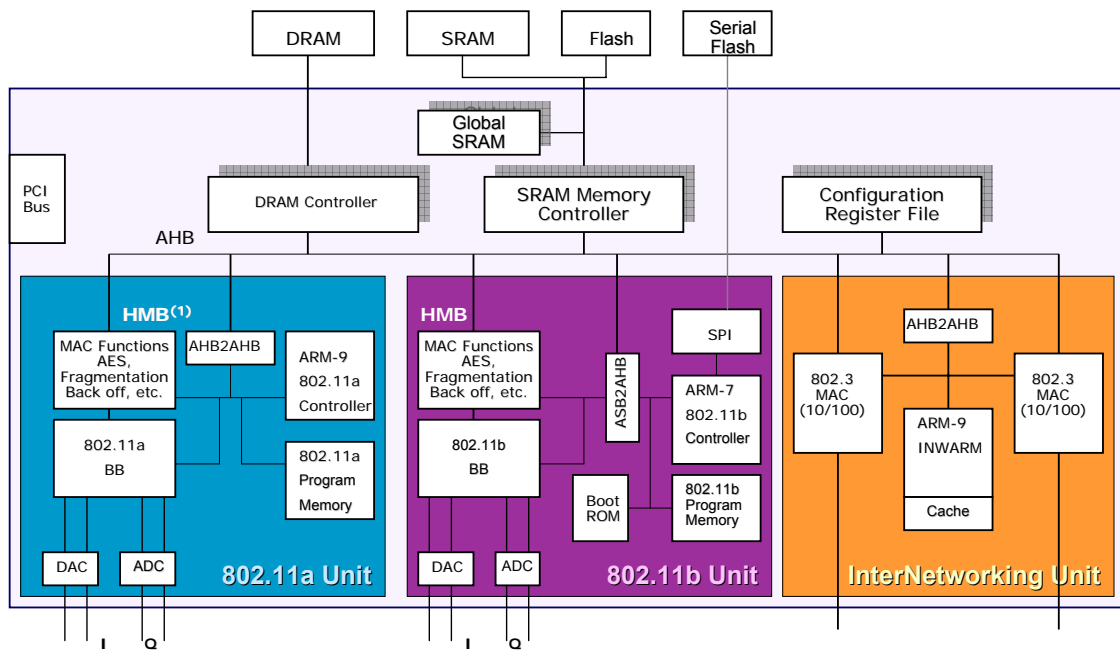 DRAM
SRAM
Flash
Serial
Flash
Global
SRAM
PCI
Bus
DRAM Controller
SRAM Memory
Controller
Configuration
Register File
AHB
HMB(1)
MAC Functions
AES,
Fragmentation
Back off, etc.
AHB2AHB
ARM-9
802.11a
Controller
802.11a
BB
802.11a
Program
Memory
DAC
ADC
802.11a Unit
HMB
MAC Functions
AES,
Fragmentation
Back off, etc.
ASB2AHB
SPI
ARM-7
802.11b
Controller
802.11b
BB
Boot
ROM
802.11b
Program
Memory
DAC
ADC
802.11b Unit
AHB2AHB
802.3
MAC
(10/100)
ARM-9
INWARM
Cache
802.3
MAC
(10/100)
InterNetworking Unit
I
Q
I
Q